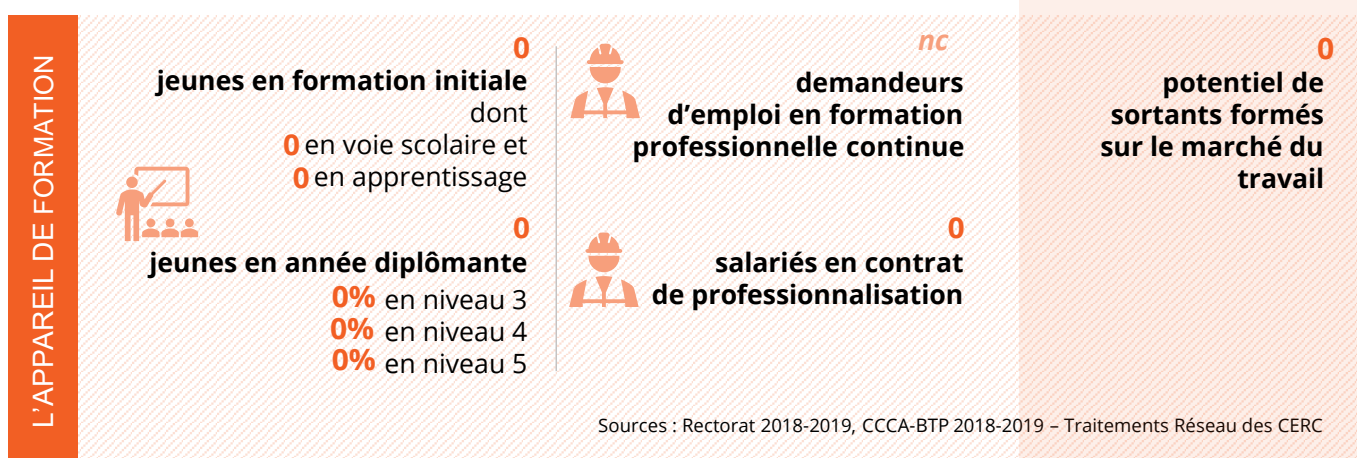 L'APPAREIL DE FORMATION
0
jeunes en formation initiale
dont
0 en voie scolaire et
0 en apprentissage
0
jeunes en année diplômante
0% en niveau 3
0% en niveau 4
0% en niveau 5
nc
demandeurs
d'emploi en formation
professionnelle continue
0
salariés en contrat
de professionnalisation
0
potentiel de
sortants formés
sur le marché du
travail
Sources : Rectorat 2018-2019, CCCA-BTP 2018-2019 – Traitements Réseau des CERC